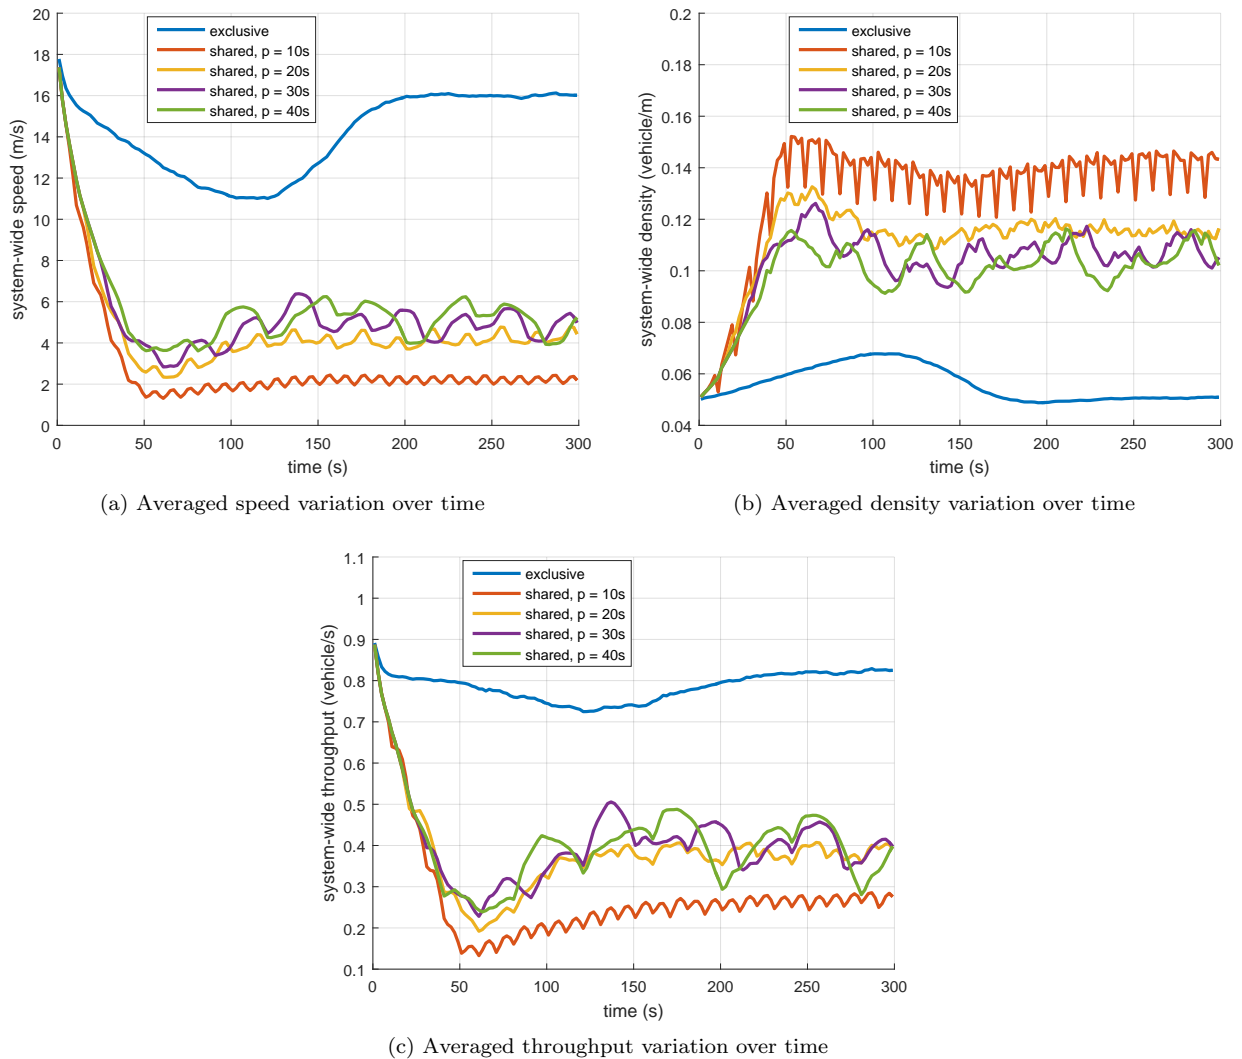 20
18
16
14
12
10
8
6
4
2
0
0 50 100 150 200 250 300
system-wide speed (m/s)
time (s)
exclusive
shared, p = 10s
shared, p = 20s
shared, p = 30s
shared, p = 40s
(a) Averaged speed variation over time
0.2
0.18
0.16
0.14
0.12
0.1
0.08
0.06
0.04
0 50 100 150 200 250 300
system-wide density (vehicle/m)
time (s)
exclusive
shared, p = 10s
shared, p = 20s
shared, p = 30s
shared, p = 40s
(b) Averaged density variation over time
1.1
1
0.9
0.8
0.7
0.6
0.5
0.4
0.3
0.2
0.1
0 50 100 150 200 250 300
system-wide throughput (vehicle/s)
time (s)
exclusive
shared, p = 10s
shared, p = 20s
shared, p = 30s
shared, p = 40s
(c) Averaged throughput variation over time